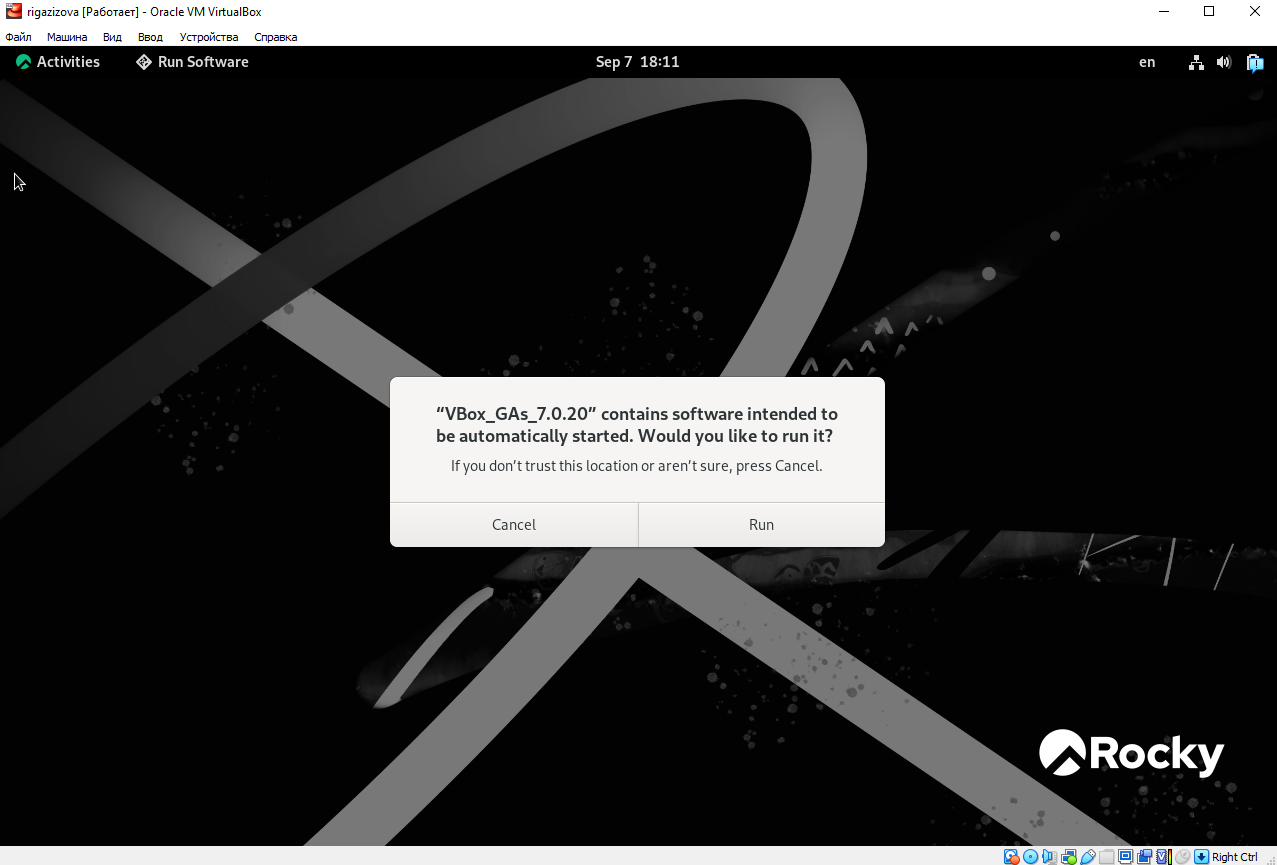 rigazizova [Работает] - Oracle VM VirtualBox
Файл Машина Вид Ввод Устройства Справка
Activities Run Software Sep 7 18:11 en
“VBox_GAs_7.0.20” contains software intended to
be automatically started. Would you like to run it?
If you don’t trust this location or aren’t sure, press Cancel.
Cancel Run
Rocky
Right Ctrl